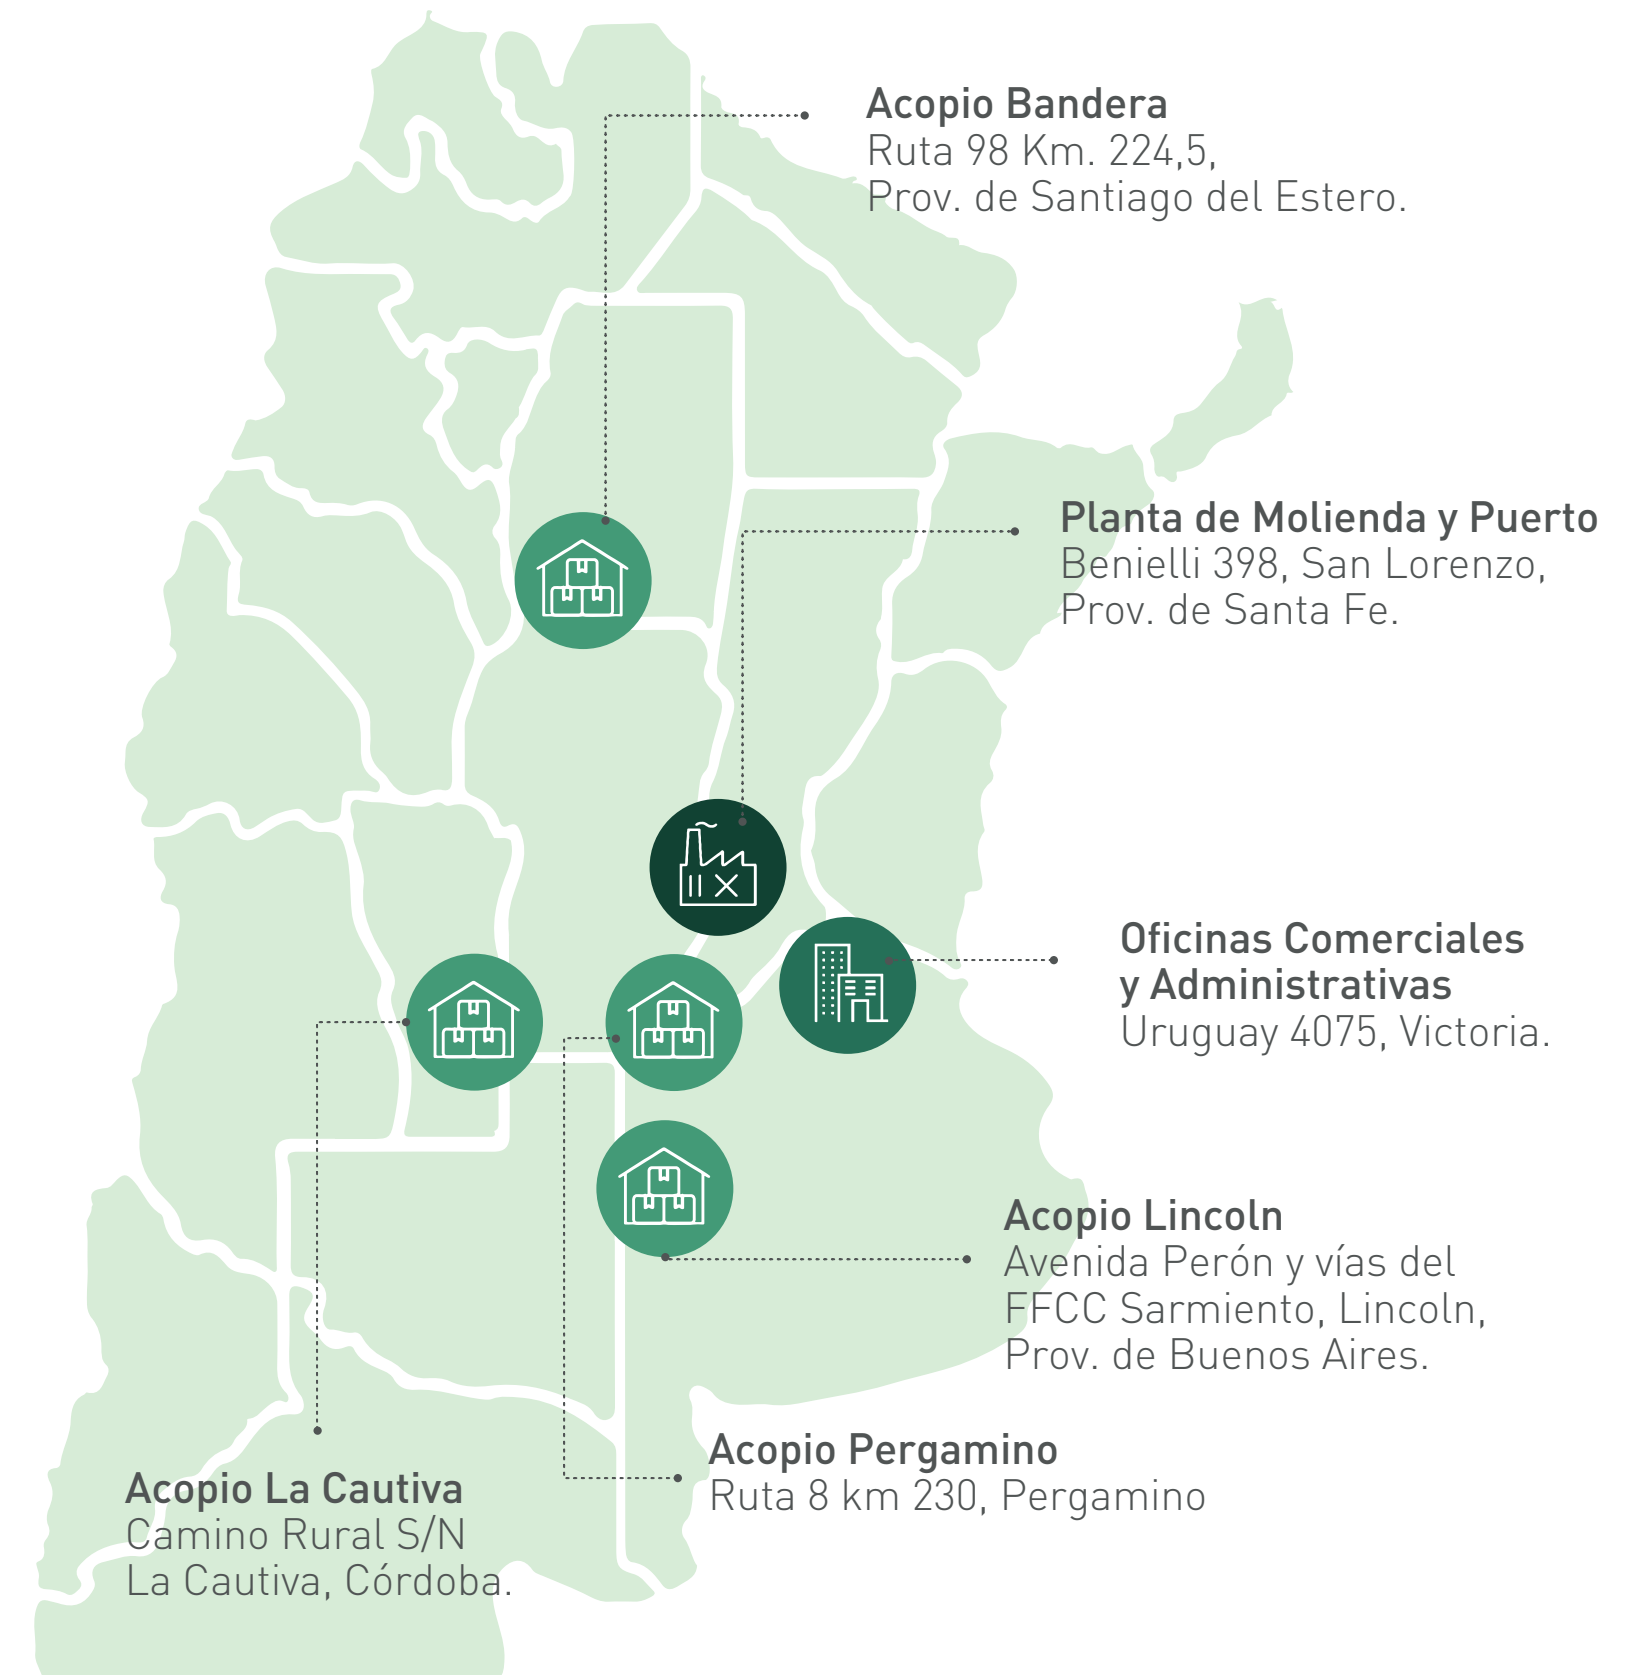 Acopio Bandera
Ruta 98 Km. 224,5,
Prov. de Santiago del Estero.
Planta de Molienda y Puerto
Benielli 398, San Lorenzo,
Prov. de Santa Fe.
Oficinas Comerciales
y Administrativas
Uruguay 4075, Victoria.
Acopio Lincoln
Avenida Perón y vías del
FFCC Sarmiento, Lincoln,
Prov. de Buenos Aires.
Acopio Pergamino
Ruta 8 km 230, Pergamino
Acopio La Cautiva
Camino Rural S/N
La Cautiva, Córdoba.